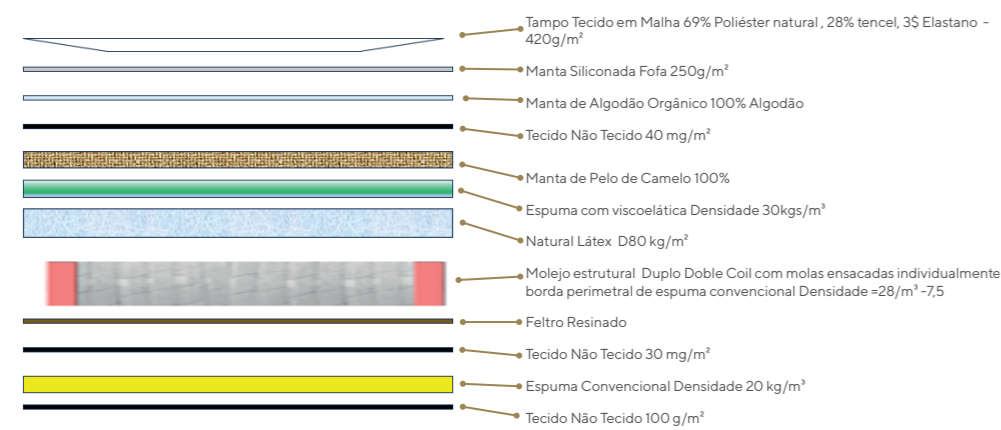 Tampo Tecido em Malha 69% Poliéster natural , 28% tencel, 3$ Elastano -
420g/m²
Manta Siliconada Fofa 250g/m²
Manta de Algodão Orgânico 100% Algodão
Tecido Não Tecido 40 mg/m²
Manta de Pelo de Camelo 100%
Espuma com viscoelática Densidade 30kgs/m³
Natural Látex D80 kg/m²
Molejo estrutural Duplo Doble Coil com molas ensacadas individualmente
borda perimetral de espuma convencional Densidade =28/m³ -7,5
Feltro Resinado
Tecido Não Tecido 30 mg/m²
Espuma Convencional Densidade 20 kg/m³
Tecido Não Tecido 100 g/m²